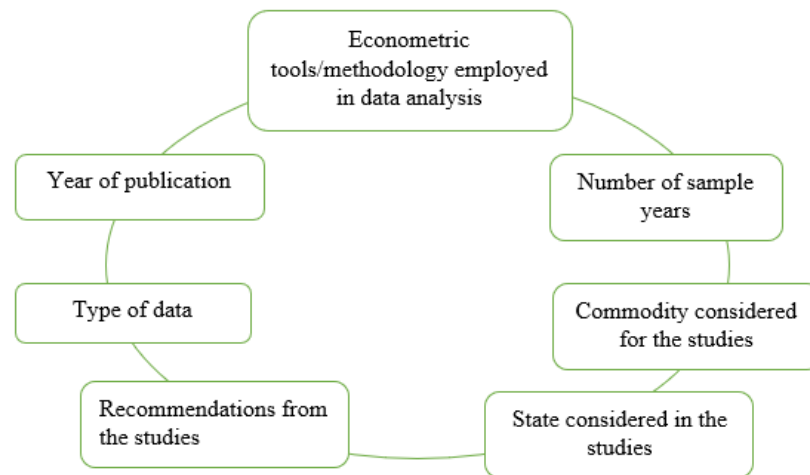 Econometric
tools/methodology employed
in data analysis
Year of publication
Number of sample
years
Type of data
Commodity considered
for the studies
Recommendations from
the studies
State considered in the
studies